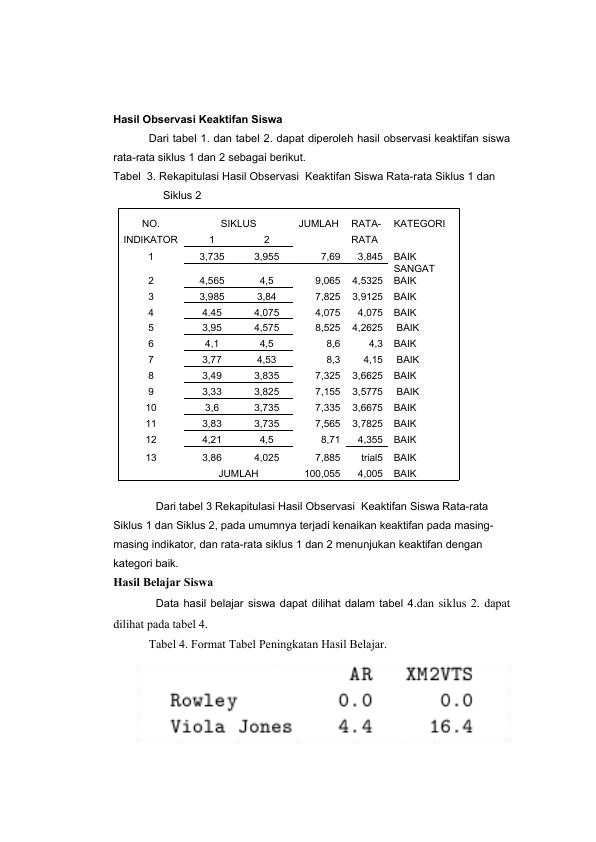 Hasil Observasi Keaktifan Siswa
Dari tabel 1. dan tabel 2. dapat diperoleh hasil observasi keaktifan siswa
rata-rata siklus 1 dan 2 sebagai berikut.
Tabel 3. Rekapitulasi Hasil Observasi Keaktifan Siswa Rata-rata Siklus 1 dan
Siklus 2
NO. SIKLUS JUMLAH RATA- KATEGORI
INDIKATOR 1 2 RATA
1 3,735 3,955 7,69 3,845 BAIK
SANGAT
2 4,565 4,5 9,065 4,5325 BAIK
3 3,985 3,84 7,825 3,9125 BAIK
4 4.45 4,075 4,075 4,075 BAIK
5 3,95 4,575 8,525 4,2625 BAIK
6 4,1 4,5 8,6 4,3 BAIK
7 3,77 4,53 8,3 4,15 BAIK
8 3,49 3,835 7,325 3,6625 BAIK
9 3,33 3,825 7,155 3,5775 BAIK
10 3,6 3,735 7,335 3,6675 BAIK
11 3,83 3,735 7,565 3,7825 BAIK
12 4,21 4,5 8,71 4,355 BAIK
13 3,86 4,025 7,885 trial5 BAIK
JUMLAH 100,055 4,005 BAIK
Dari tabel 3 Rekapitulasi Hasil Observasi Keaktifan Siswa Rata-rata
Siklus 1 dan Siklus 2, pada umumnya terjadi kenaikan keaktifan pada masing-
masing indikator, dan rata-rata siklus 1 dan 2 menunjukan keaktifan dengan
kategori baik.
Hasil Belajar Siswa
Data hasil belajar siswa dapat dilihat dalam tabel 4.dan siklus 2. dapat
dilihat pada tabel 4.
Tabel 4. Format Tabel Peningkatan Hasil Belajar.
AR XM2VTS
Rowley 0.0 0.0
Viola Jones 4.4 16.4